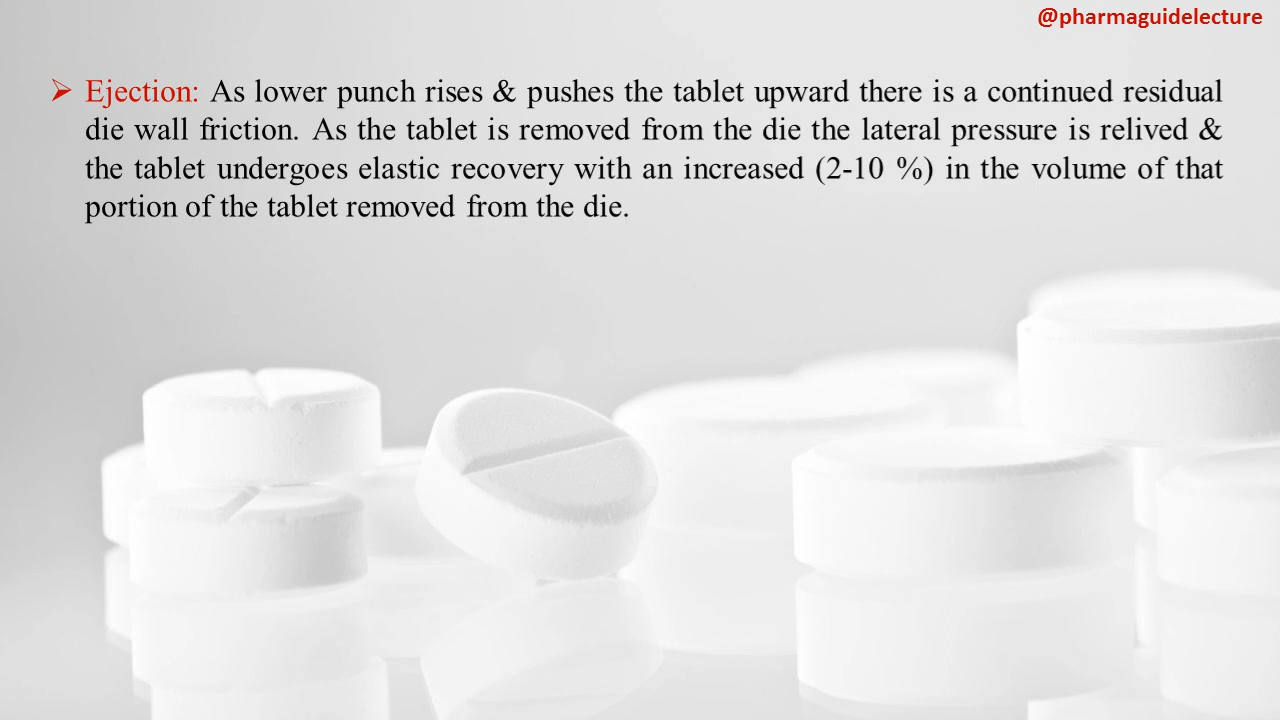 @pharmaguidelecture
➢ Ejection: As lower punch rises & pushes the tablet upward there is a continued residual
die wall friction. As the tablet is removed from the die the lateral pressure is relived &
the tablet undergoes elastic recovery with an increased (2-10 %) in the volume of that
portion of the tablet removed from the die.